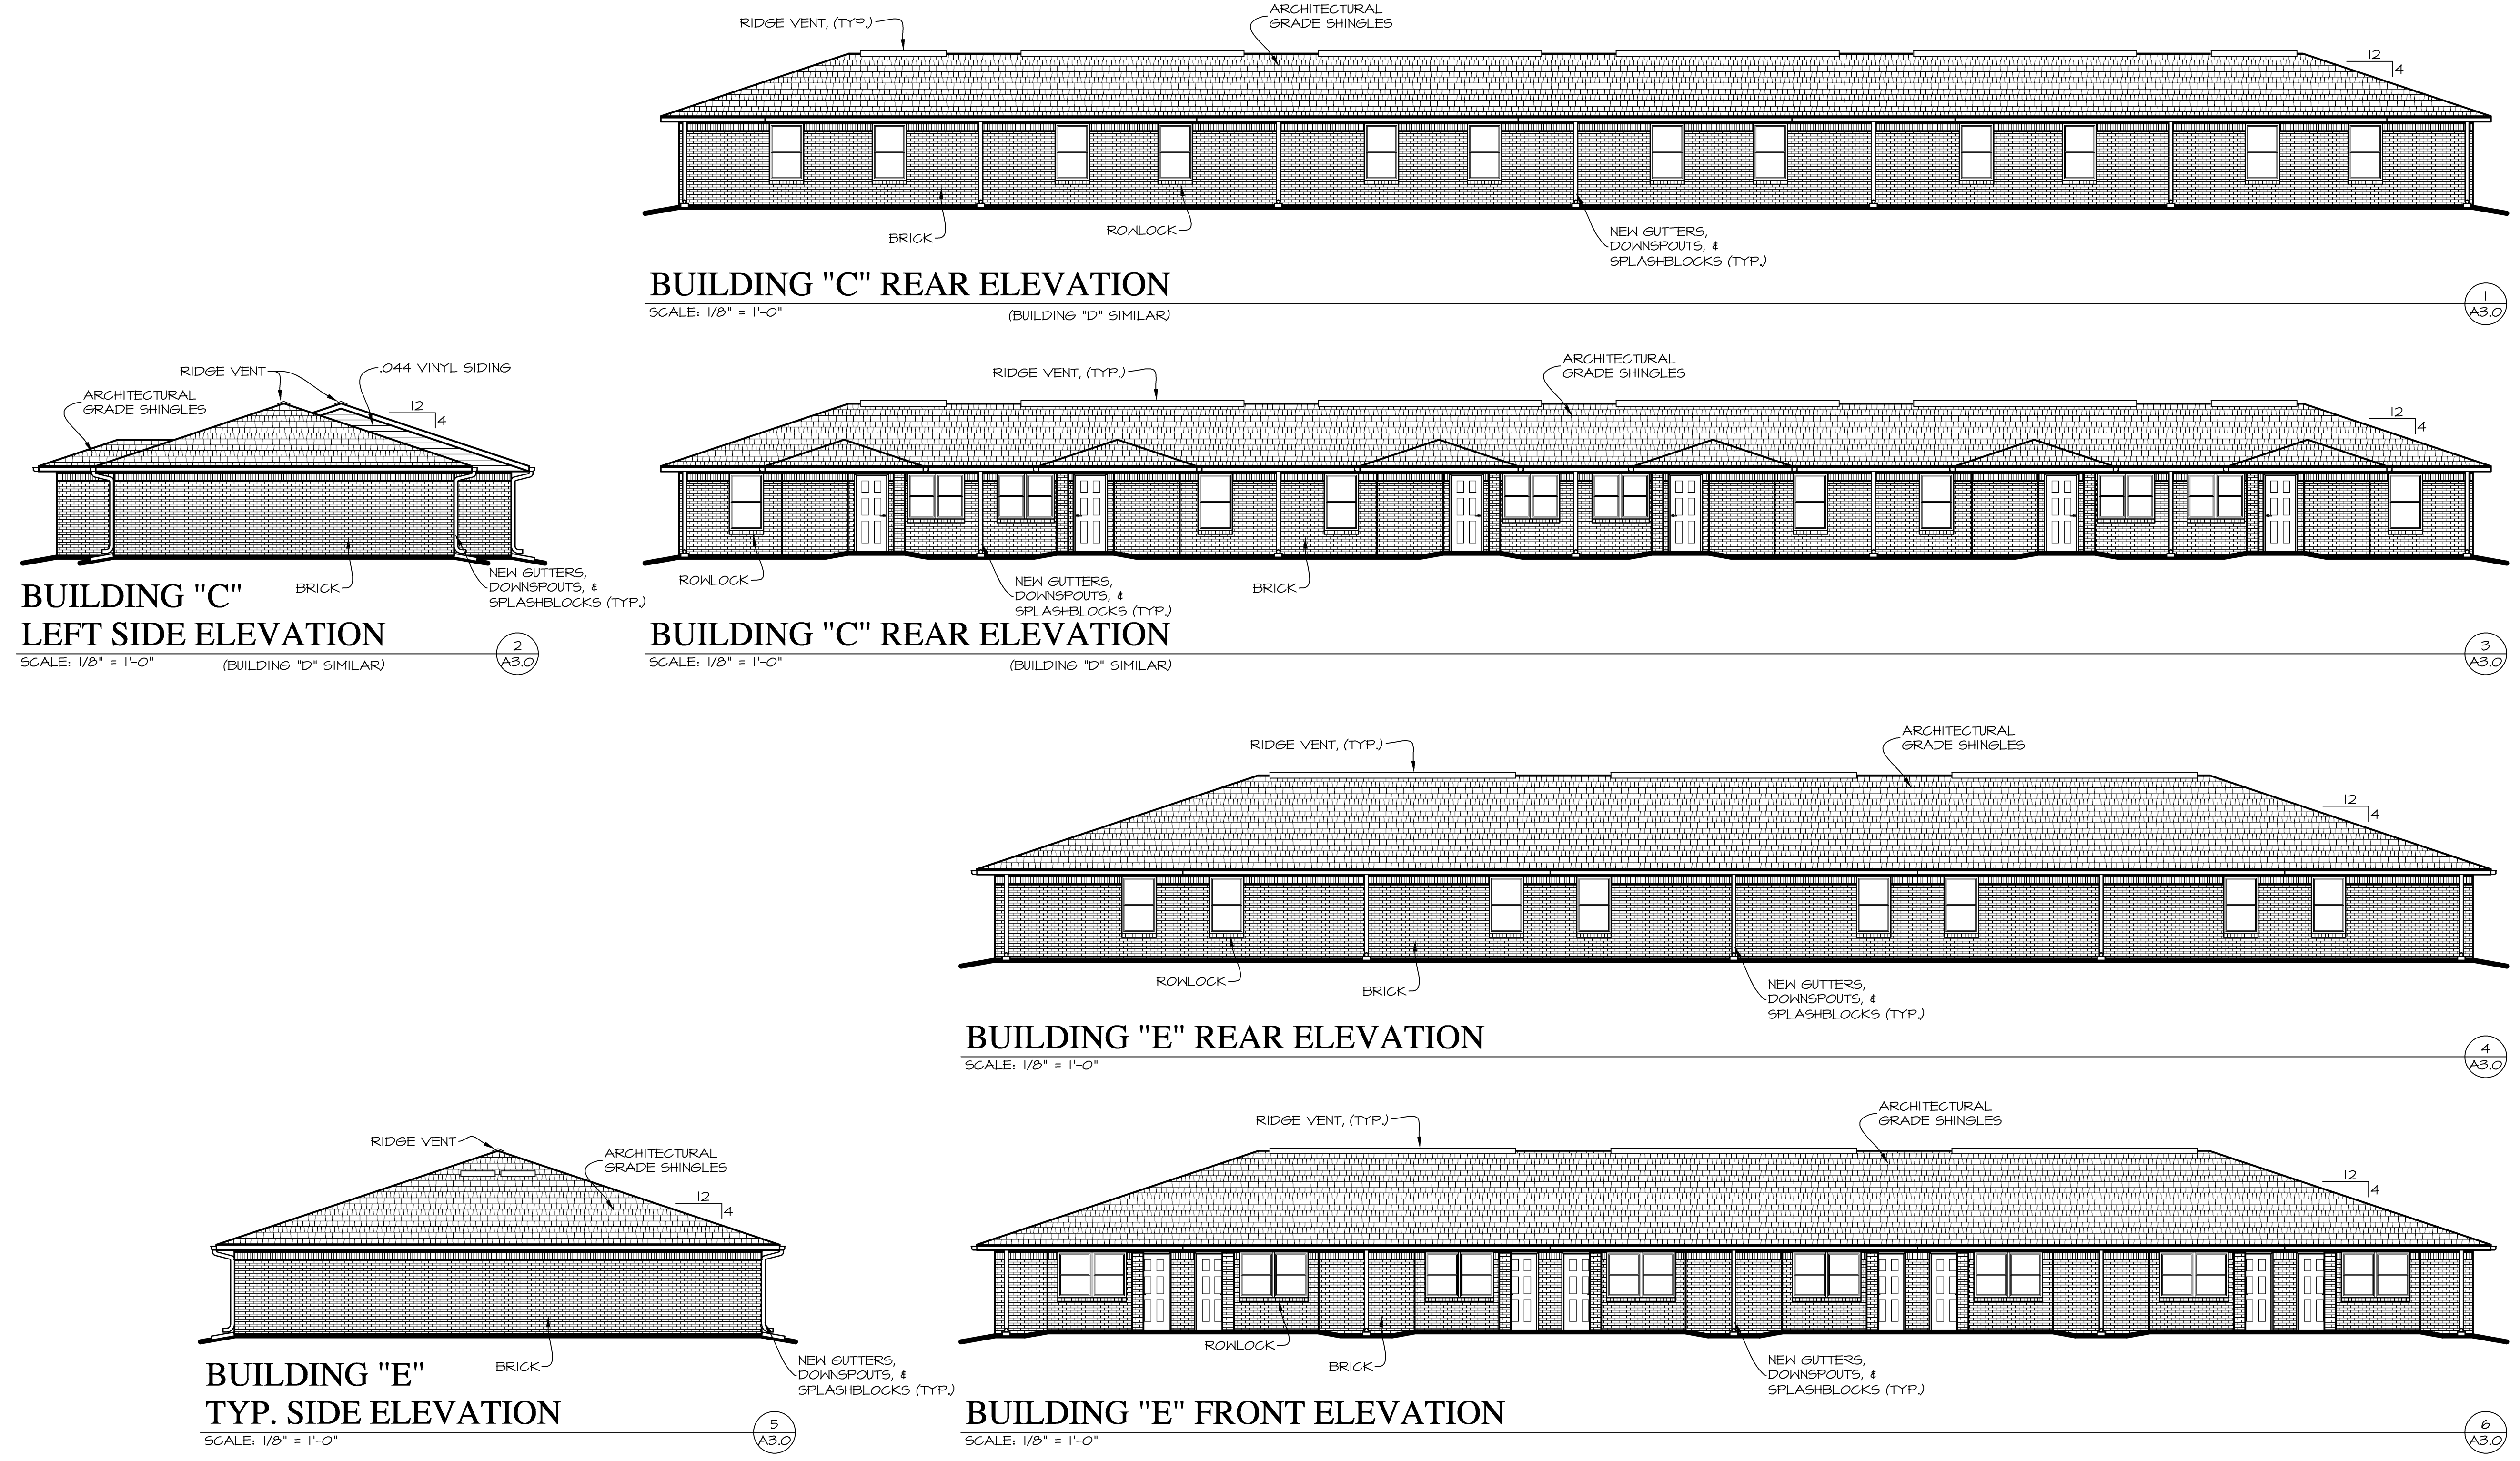 RIDGE VENT, (TYP.)
ARCHITECTURAL
GRADE SHINGLES
12
4
BRICK
ROWLOCK
NEW GUTTERS,
DOWNSPOUTS, &
SPLASHBLOCKS (TYP.)
BUILDING "C" REAR ELEVATION
SCALE: 1/8" = 1'-0"
(BUILDING "D" SIMILAR)
1
A3.0
RIDGE VENT
.044 VINYL SIDING
ARCHITECTURAL
GRADE SHINGLES
12
4
BRICK
NEW GUTTERS,
DOWNSPOUTS, &
SPLASHBLOCKS (TYP.)
BUILDING "C"
LEFT SIDE ELEVATION
SCALE: 1/8" = 1'-0"
(BUILDING "D" SIMILAR)
2
A3.0
RIDGE VENT, (TYP.)
ARCHITECTURAL
GRADE SHINGLES
12
4
ROWLOCK
NEW GUTTERS,
DOWNSPOUTS, &
SPLASHBLOCKS (TYP.)
BRICK
BUILDING "C" REAR ELEVATION
SCALE: 1/8" = 1'-0"
(BUILDING "D" SIMILAR)
3
A3.0
RIDGE VENT, (TYP.)
ARCHITECTURAL
GRADE SHINGLES
12
4
ROWLOCK
BRICK
NEW GUTTERS,
DOWNSPOUTS, &
SPLASHBLOCKS (TYP.)
BUILDING "E" REAR ELEVATION
SCALE: 1/8" = 1'-0"
4
A3.0
RIDGE VENT
ARCHITECTURAL
GRADE SHINGLES
12
4
BRICK
NEW GUTTERS,
DOWNSPOUTS, &
SPLASHBLOCKS (TYP.)
BUILDING "E"
TYP. SIDE ELEVATION
SCALE: 1/8" = 1'-0"
5
A3.0
RIDGE VENT, (TYP.)
ARCHITECTURAL
GRADE SHINGLES
12
4
ROWLOCK
BRICK
NEW GUTTERS,
DOWNSPOUTS, &
SPLASHBLOCKS (TYP.)
BUILDING "E" FRONT ELEVATION
SCALE: 1/8" = 1'-0"
6
A3.0